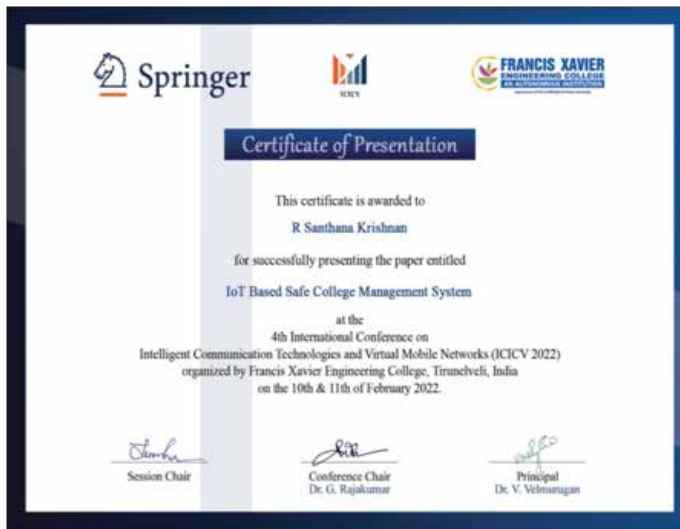 Springer
ICICV
FRANCIS XAVIER
ENGINEERING COLLEGE
AN AUTONOMOUS INSTITUTION
Certificate of Presentation
This certificate is awarded to
R Santhana Krishnan
for successfully presenting the paper entitled
IoT Based Safe College Management System
at the
4th International Conference on
Intelligent Communication Technologies and Virtual Mobile Networks (ICICV 2022)
organized by Francis Xavier Engineering College, Tirunelveli, India
on the 10th & 11th of February 2022.
Session Chair
Conference Chair
Dr. G. Rajakumar
Principal
Dr. V. Velmurugan